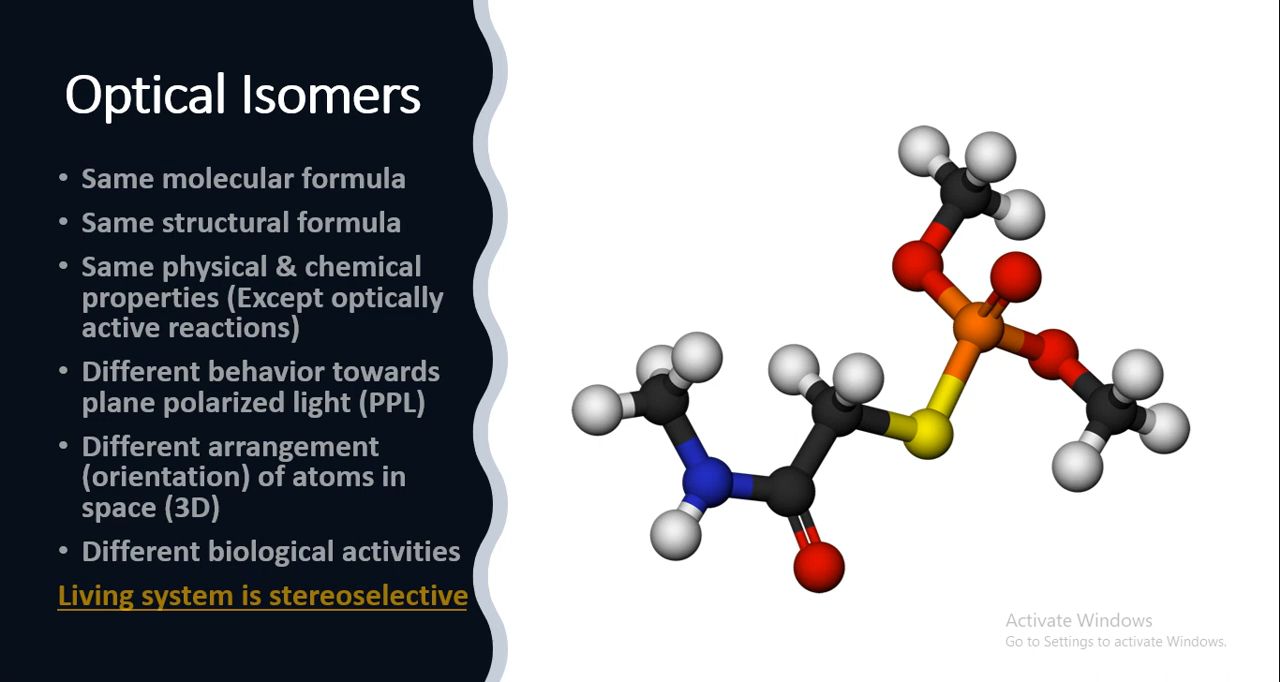 Optical Isomers
• Same molecular formula
• Same structural formula
• Same physical & chemical
properties (Except optically
active reactions)
• Different behavior towards
plane polarized light (PPL)
• Different arrangement
(orientation) of atoms in
space (3D)
• Different biological activities
Living system is stereoselective
Activate Windows
Go to Settings to activate Windows.